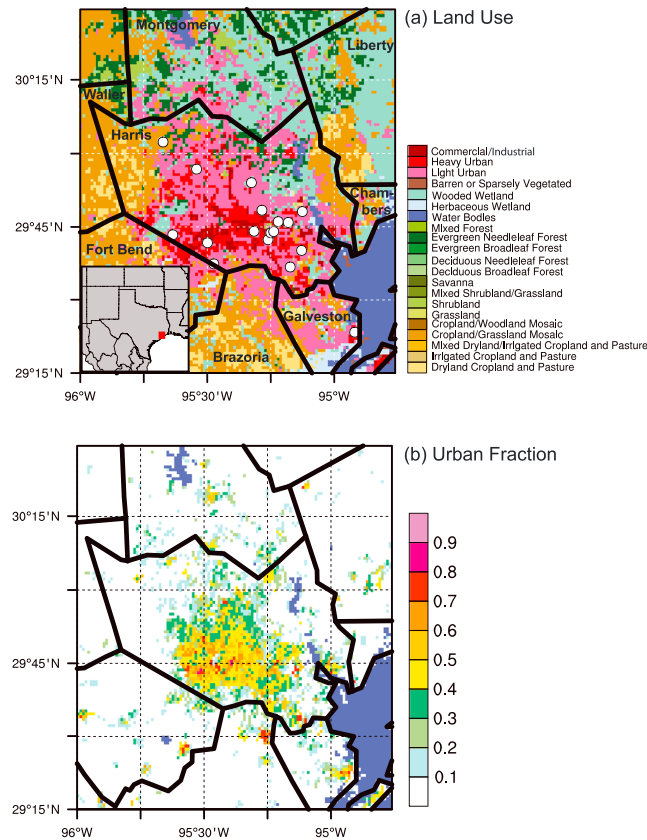 (a) Land Use
Montgomery
Liberty
30°15'N
Waller
Harris
Cham-
bers
29°45'N
Fort Bend
Galveston
Brazoria
29°15'N
96°W
95°30'W
95°W
Commercial/Industrial
Heavy Urban
Light Urban
Barren or Sparsely Vegetated
Wooded Wetland
Herbaceous Wetland
Water Bodies
Mixed Forest
Evergreen Needleleaf Forest
Evergreen Broadleaf Forest
Deciduous Needleleaf Forest
Deciduous Broadleaf Forest
Savanna
Mixed Shrubland/Grassland
Shrubland
Grassland
Cropland/Woodland Mosaic
Cropland/Grassland Mosaic
Mixed Dryland/Irrigated Cropland and Pasture
Irrigated Cropland and Pasture
Dryland Cropland and Pasture
(b) Urban Fraction
30°15'N
29°45'N
29°15'N
96°W
95°30'W
95°W
0.9
0.8
0.7
0.6
0.5
0.4
0.3
0.2
0.1